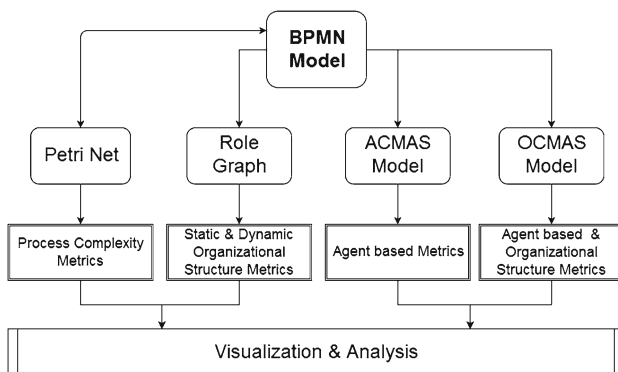 BPMN
Model
Petri Net
Role
Graph
ACMAS
Model
OCMAS
Model
Process Complexity
Metrics
Static & Dynamic
Organizational
Structure Metrics
Agent based Metrics
Agent based &
Organizational
Structure Metrics
Visualization & Analysis